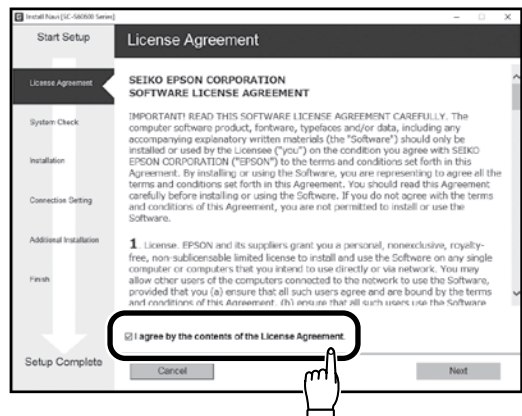 Install Navi [SC-S60600 Series]
Start Setup
License Agreement
License Agreement
System Check
Installation
Connection Setting
Additional Installation
Finish
Setup Complete
SEIKO EPSON CORPORATION
SOFTWARE LICENSE AGREEMENT
IMPORTANT! READ THIS SOFTWARE LICENSE AGREEMENT CAREFULLY. The
computer software product, fontware, typefaces and/or data, including any
accompanying explanatory written materials (the "Software") should only be
installed or used by the Licensee ("you") on the condition you agree with SEIKO
EPSON CORPORATION ("EPSON") to the terms and conditions set forth in this
Agreement. By installing or using the Software, you are representing to agree all the
terms and conditions set forth in this Agreement. You should read this Agreement
carefully before installing or using the Software. If you do not agree with the terms
and conditions of this Agreement, you are not permitted to install or use the
Software.
1. License. EPSON and its suppliers grant you a personal, nonexclusive, royalty-
free, non-sublicensable limited license to install and use the Software on any single
computer or computers that you intend to use directly or via network. You may
allow other users of the computers connected to the network to use the Software,
provided that you (a) ensure that all such users agree and are bound by the terms
and conditions of this Agreement, (b) ensure that all such users use the Software
I agree by the contents of the License Agreement.
Cancel
Next